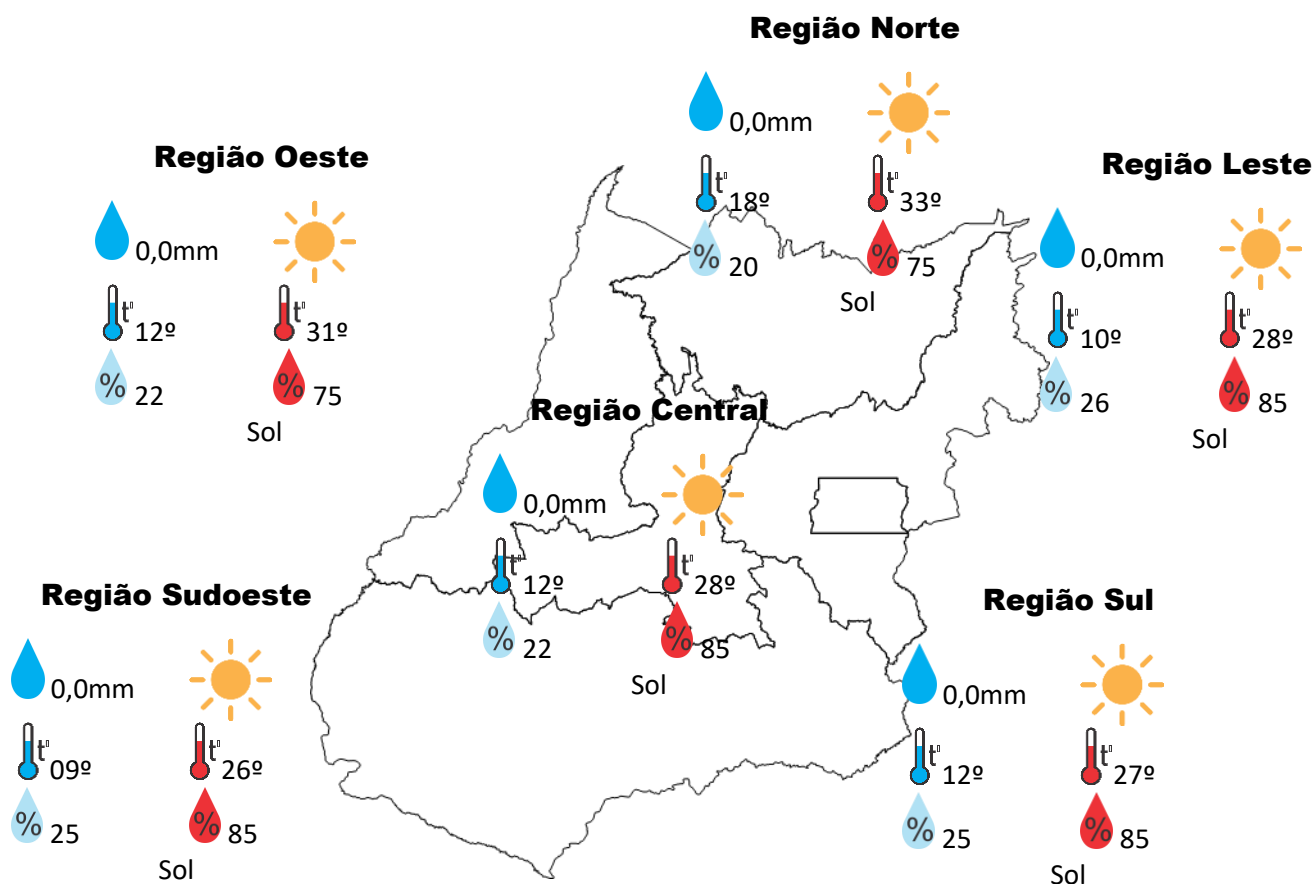 Região Norte
0,0mm
t°
18º
t°
33º
%
20
%
75
Sol
Região Oeste
0,0mm
t°
12º
t°
31º
%
22
%
75
Sol
Região Leste
0,0mm
t°
10º
t°
28º
%
26
%
85
Sol
Região Central
0,0mm
t°
12º
t°
28º
%
22
%
85
Sol
Região Sudoeste
0,0mm
t°
09º
t°
26º
%
25
%
85
Sol
Região Sul
0,0mm
t°
12º
t°
27º
%
25
%
85
Sol